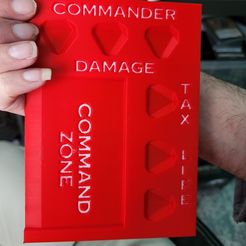 COMMANDER
DAMAGE
TAX
LIFE
COMMAND
ZONE